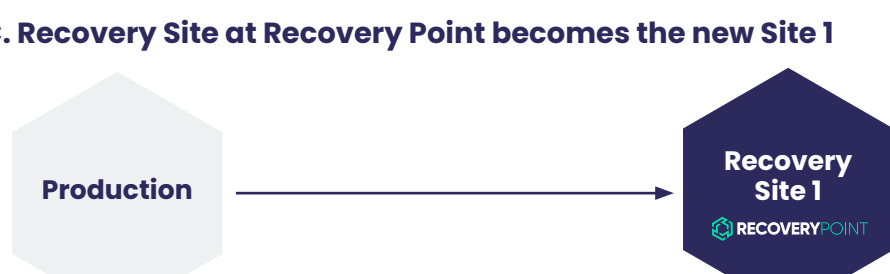 . Recovery Site at Recovery Point becomes the new Site 1
Production
Recovery
Site 1
RECOVERYPOINT